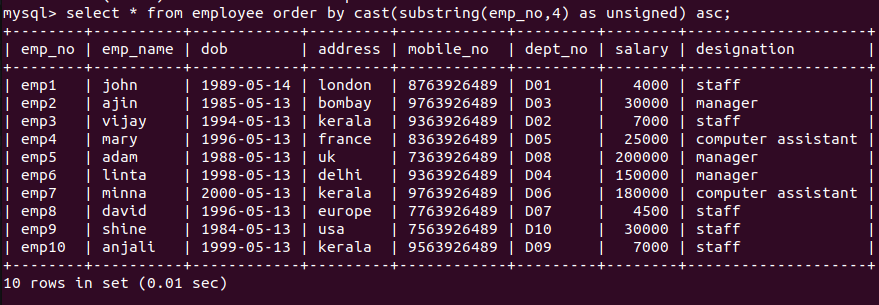 mysql> select * from employee order by cast(substring(emp_no,4) as unsigned) asc;
+--------+----------+------------+---------+------------+---------+--------+--------------------+
| emp_no | emp_name | dob        | address | mobile_no  | dept_no | salary | designation        |
+--------+----------+------------+---------+------------+---------+--------+--------------------+
| emp1   | john     | 1989-05-14 | london  | 8763926489 | D01     |   4000 | staff              |
| emp2   | ajin     | 1985-05-13 | bombay  | 9763926489 | D03     |  30000 | manager            |
| emp3   | vijay    | 1994-05-13 | kerala  | 9363926489 | D02     |   7000 | staff              |
| emp4   | mary     | 1996-05-13 | france  | 8363926489 | D05     |  25000 | computer assistant |
| emp5   | adam     | 1988-05-13 | uk      | 7363926489 | D08     | 200000 | manager            |
| emp6   | linta    | 1998-05-13 | delhi   | 9363926489 | D04     | 150000 | manager            |
| emp7   | minna    | 2000-05-13 | kerala  | 9763926489 | D06     | 180000 | computer assistant |
| emp8   | david    | 1996-05-13 | europe  | 7763926489 | D07     |   4500 | staff              |
| emp9   | shine    | 1984-05-13 | usa     | 7563926489 | D10     |  30000 | staff              |
| emp10  | anjali   | 1999-05-13 | kerala  | 9563926489 | D09     |   7000 | staff              |
+--------+----------+------------+---------+------------+---------+--------+--------------------+
10 rows in set (0.01 sec)